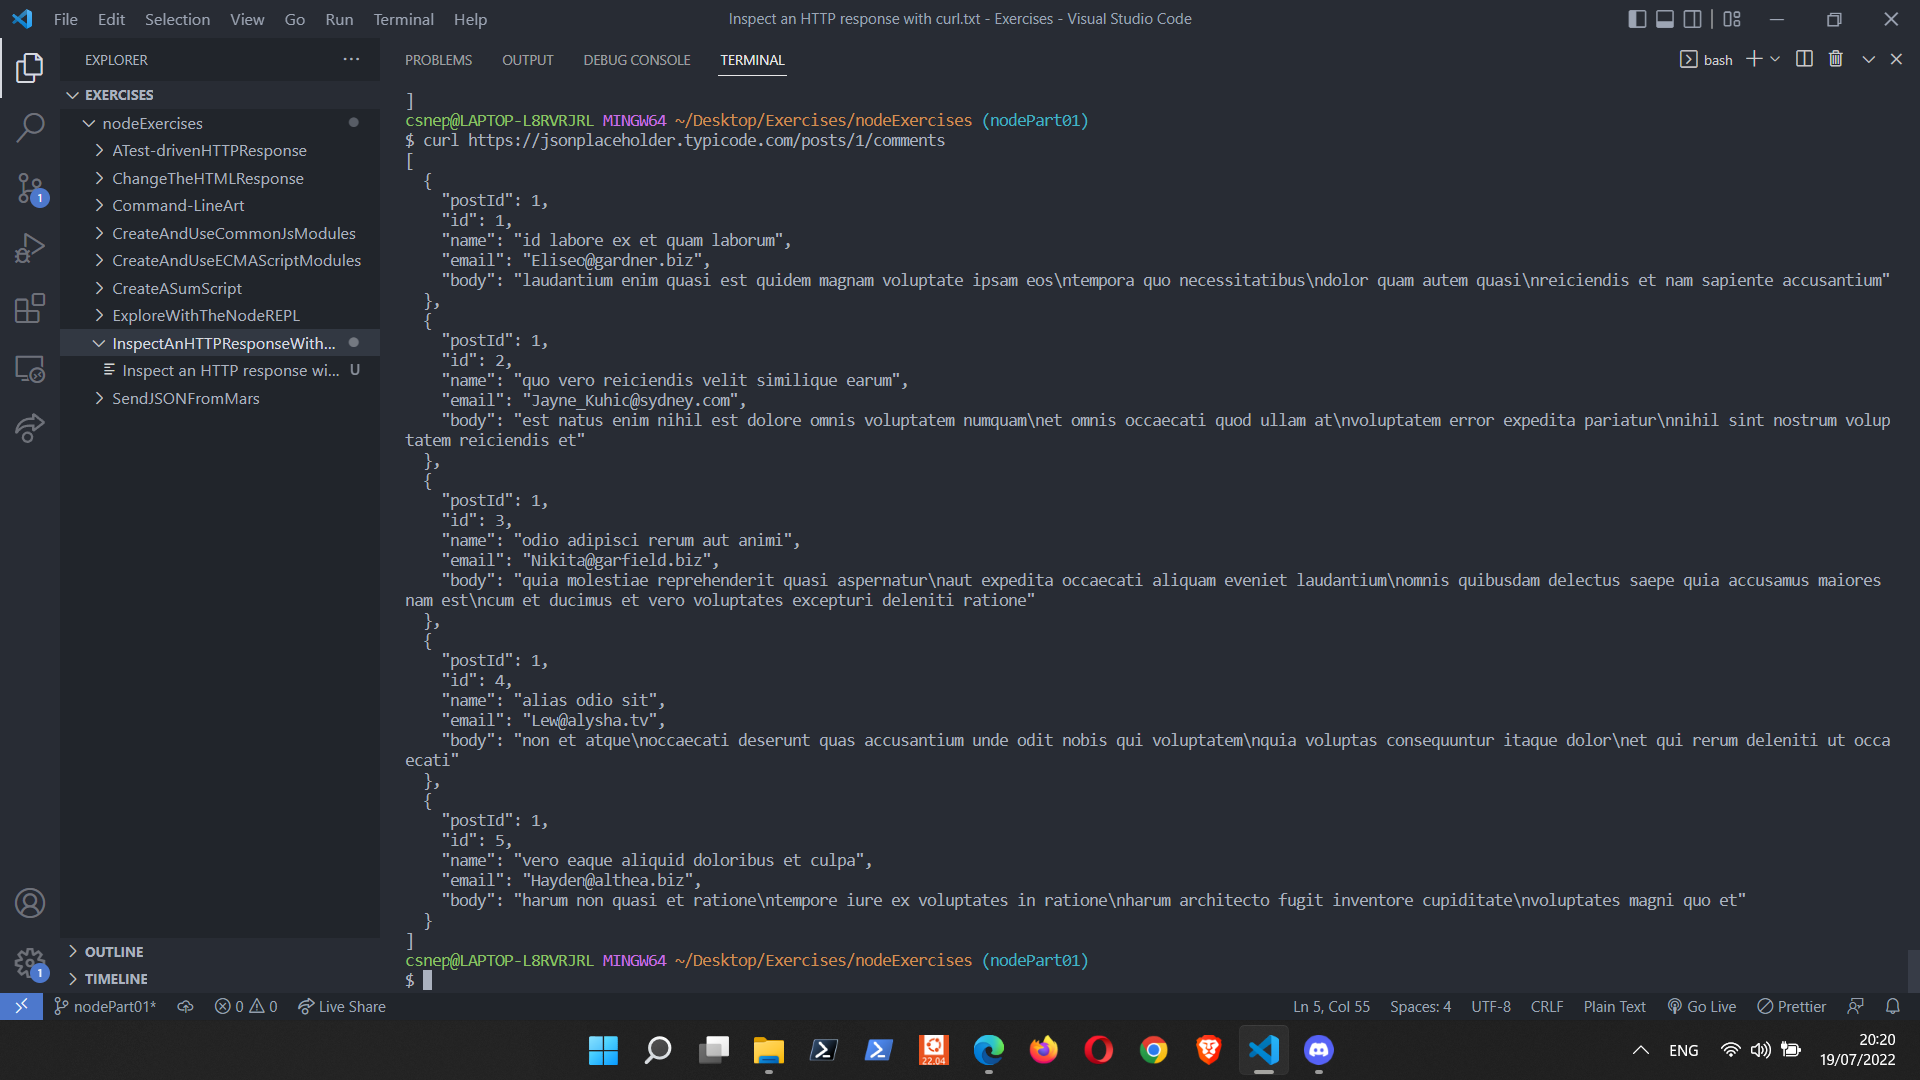 File Edit Selection View Go Run Terminal Help
Inspect an HTTP response with curl.txt - Exercises - Visual Studio Code
EXPLORER
EXERCISES
nodeExercises
ATest-drivenHTTPResponse
ChangeTheHTMLResponse
Command-LineArt
CreateAndUseCommonJsModules
CreateAndUseECMAScriptModules
CreateASumScript
ExploreWithTheNodeREPL
InspectAnHTTPResponseWith...
Inspect an HTTP response wi... U
SendJSONFromMars
OUTLINE
TIMELINE
1
1
PROBLEMS OUTPUT DEBUG CONSOLE TERMINAL
bash
]
csnep@LAPTOP-L8RVRJRL MINGW64 ~/Desktop/Exercises/nodeExercises (nodePart01)
$ curl https://jsonplaceholder.typicode.com/posts/1/comments
[
  {
    "postId": 1,
    "id": 1,
    "name": "id labore ex et quam laborum",
    "email": "Eliseo@gardner.biz",
    "body": "laudantium enim quasi est quidem magnam voluptate ipsam eos\ntempora quo necessitatibus\ndolor quam autem quasi\nreiciendis et nam sapiente accusantium"
  },
  {
    "postId": 1,
    "id": 2,
    "name": "quo vero reiciendis velit similique earum",
    "email": "Jayne_Kuhic@sydney.com",
    "body": "est natus enim nihil est dolore omnis voluptatem numquam\net omnis occaecati quod ullam at\nvoluptatem error expedita pariatur\nnihil sint nostrum volup
tatem reiciendis et"
  },
  {
    "postId": 1,
    "id": 3,
    "name": "odio adipisci rerum aut animi",
    "email": "Nikita@garfield.biz",
    "body": "quia molestiae reprehenderit quasi aspernatur\naut expedita occaecati aliquam eveniet laudantium\nomnis quibusdam delectus saepe quia accusamus maiores
nam est\ncum et ducimus et vero voluptates excepturi deleniti ratione"
  },
  {
    "postId": 1,
    "id": 4,
    "name": "alias odio sit",
    "email": "Lew@alysha.tv",
    "body": "non et atque\noccaecati deserunt quas accusantium unde odit nobis qui voluptatem\nquia voluptas consequuntur itaque dolor\net qui rerum deleniti ut occa
ecati"
  },
  {
    "postId": 1,
    "id": 5,
    "name": "vero eaque aliquid doloribus et culpa",
    "email": "Hayden@althea.biz",
    "body": "harum non quasi et ratione\ntempore iure ex voluptates in ratione\nharum architecto fugit inventore cupiditate\nvoluptates magni quo et"
  }
]
csnep@LAPTOP-L8RVRJRL MINGW64 ~/Desktop/Exercises/nodeExercises (nodePart01)
$
nodePart01* 0 0 Live Share
Ln 5, Col 55 Spaces: 4 UTF-8 CRLF Plain Text Go Live Prettier
22.04
ENG
20:20
19/07/2022